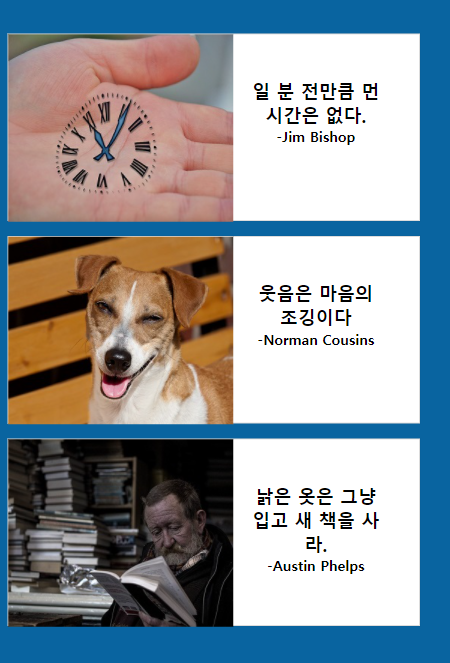 일 분 전만큼 먼
시간은 없다.
-Jim Bishop
웃음은 마음의
조깅이다
-Norman Cousins
낡은 옷은 그냥
입고 새 책을 사
라.
-Austin Phelps